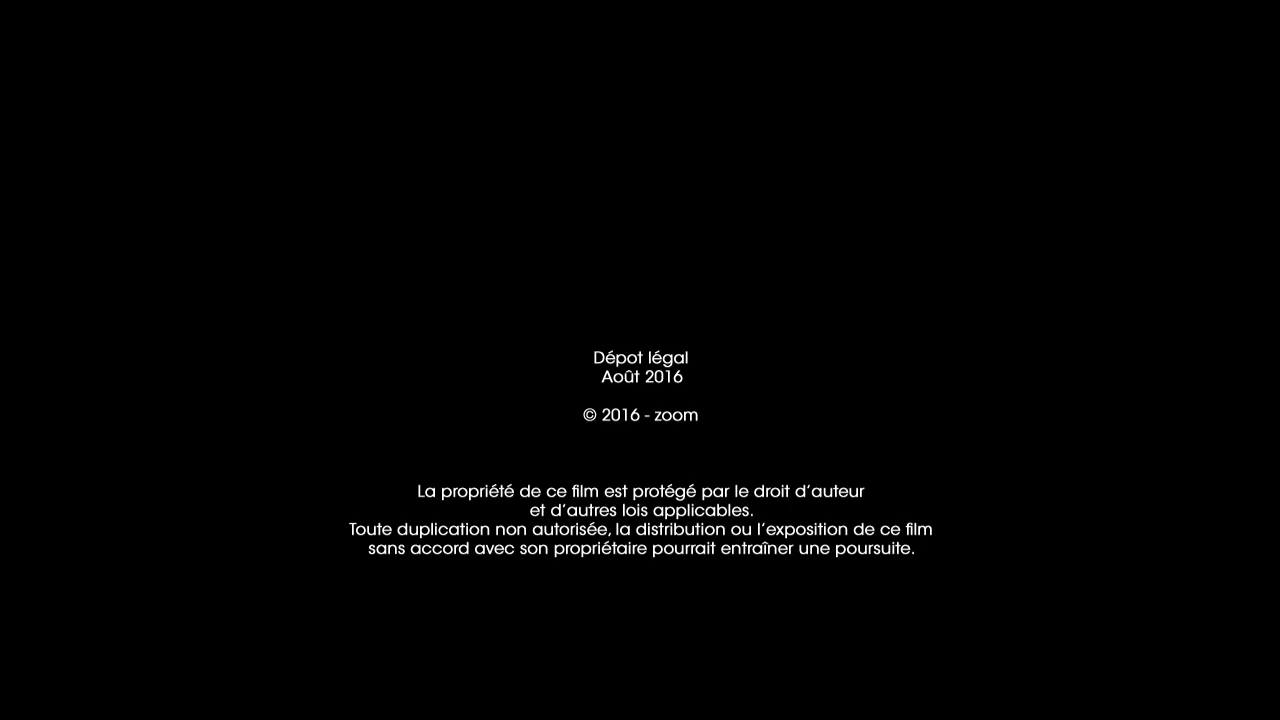 Dépot légal
Août 2016
© 2016 - zoom
La propriété de ce film est protégé par le droit d'auteur
et d'autres lois applicables.
Toute duplication non autorisée, la distribution ou l'exposition de ce film
sans accord avec son propriétaire pourrait entraîner une poursuite.